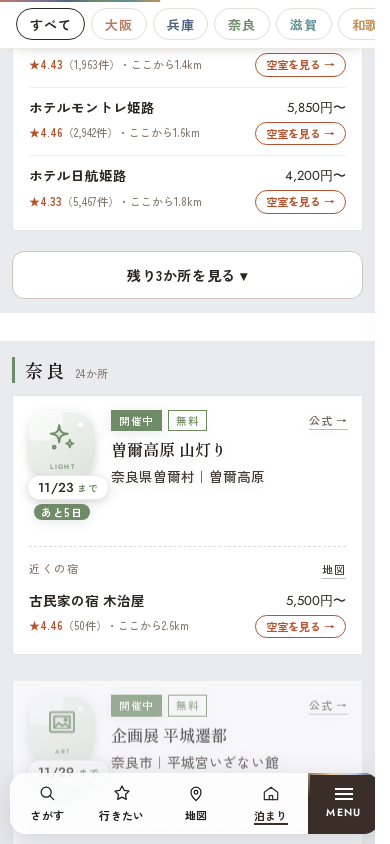 すべて 大阪 兵庫 奈良 滋賀 和歌
★4.43（1,963件）・ここから1.4km 空室を見る →
ホテルモントレ姫路 5,850円〜
★4.46（2,942件）・ここから1.6km 空室を見る →
ホテル日航姫路 4,200円〜
★4.33（5,467件）・ここから1.8km 空室を見る →
残り3か所を見る ▾
奈良 24か所
開催中 無料 公式 →
LIGHT
曽爾高原 山灯り
奈良県曽爾村｜曽爾高原
11/23 まで
あと5日
近くの宿 地図
古民家の宿 木治屋 5,500円〜
★4.46（50件）・ここから2.6km 空室を見る →
開催中 無料 公式 →
ART
企画展 平城遷都
奈良市｜平城宮いざない館
11/29 まで
さがす 行きたい 地図 泊まり MENU